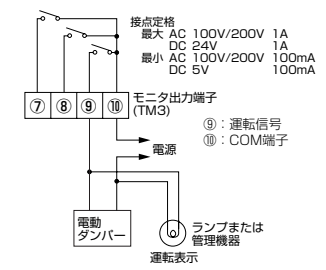 接点定格
最大 AC 100V/200V 1A
DC 24V 1A
最小 AC 100V/200V 100mA
DC 5V 100mA
⑦ ⑧ ⑨ ⑩
モニタ出力端子
(TM3)
⑨：運転信号
⑩：COM端子
電源
電動
ダンパー
ランプまたは
管理機器
運転表示